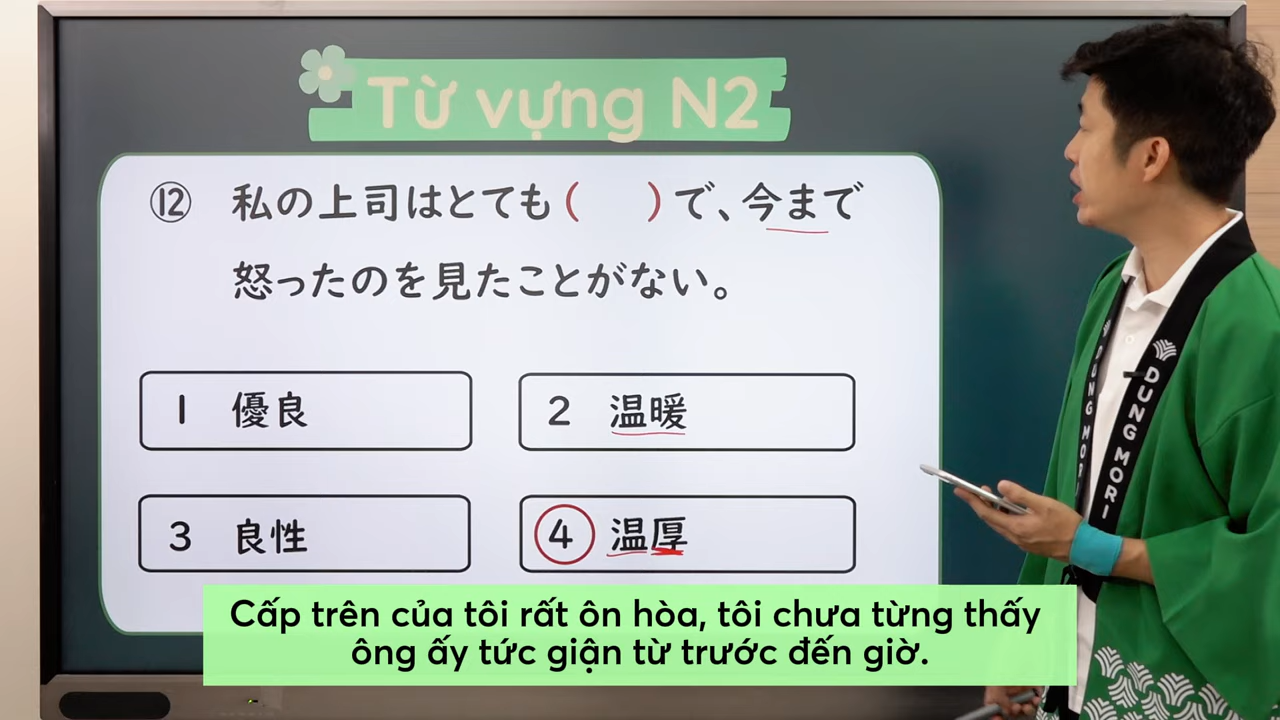 Từ vựng N2
⑫ 私の上司はとても( )で、今まで
怒ったのを見たことがない。
1 優良
2 温暖
3 良性
4 温厚
DUNG MORI
DUNG MORI
Cấp trên của tôi rất ôn hòa, tôi chưa từng thấy
ông ấy tức giận từ trước đến giờ.